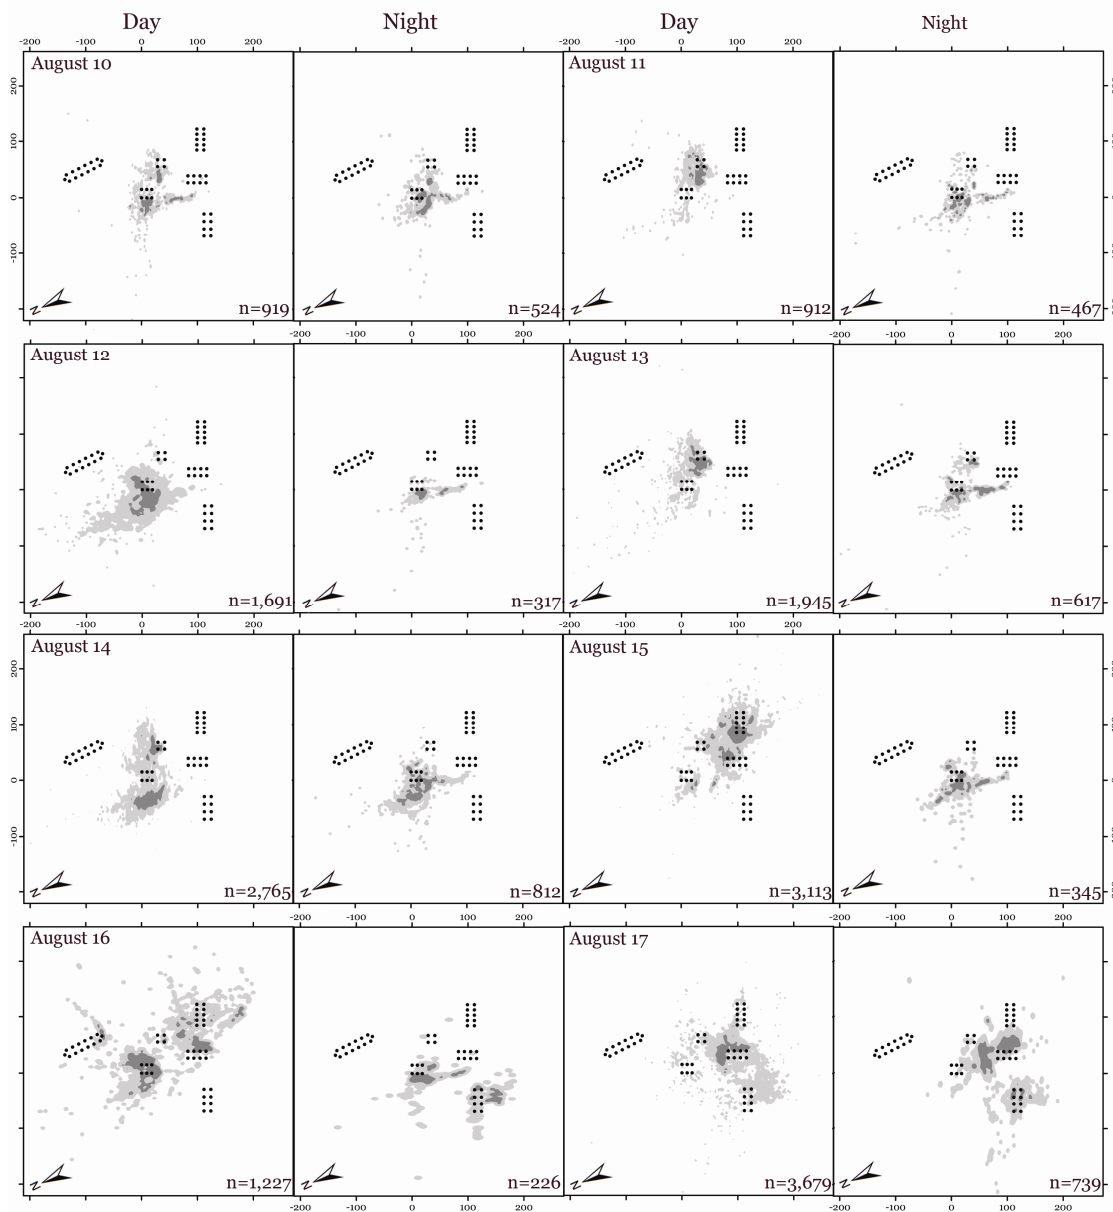 Day Night Day Night
-200 -100 0 100 200 -200 -100 0 100 200 -200 -100 0 100 200
August 10 August 11
200
100
0
-100
N N N N
n=919 n=524 n=912 n=467
-200 -100 0 100 200 -200 -100 0 100 200
August 12 August 13
N N N N
n=1,691 n=317 n=1,945 n=617
-200 -100 0 100 200 -200 -100 0 100 200
August 14 August 15
200
100
0
-100
N N N N
n=2,765 n=812 n=3,113 n=345
-200 -100 0 100 200 -200 -100 0 100 200
August 16 August 17
N N N N
n=1,227 n=226 n=3,679 n=739
-200 -100 0 100 200 -200 -100 0 100 200